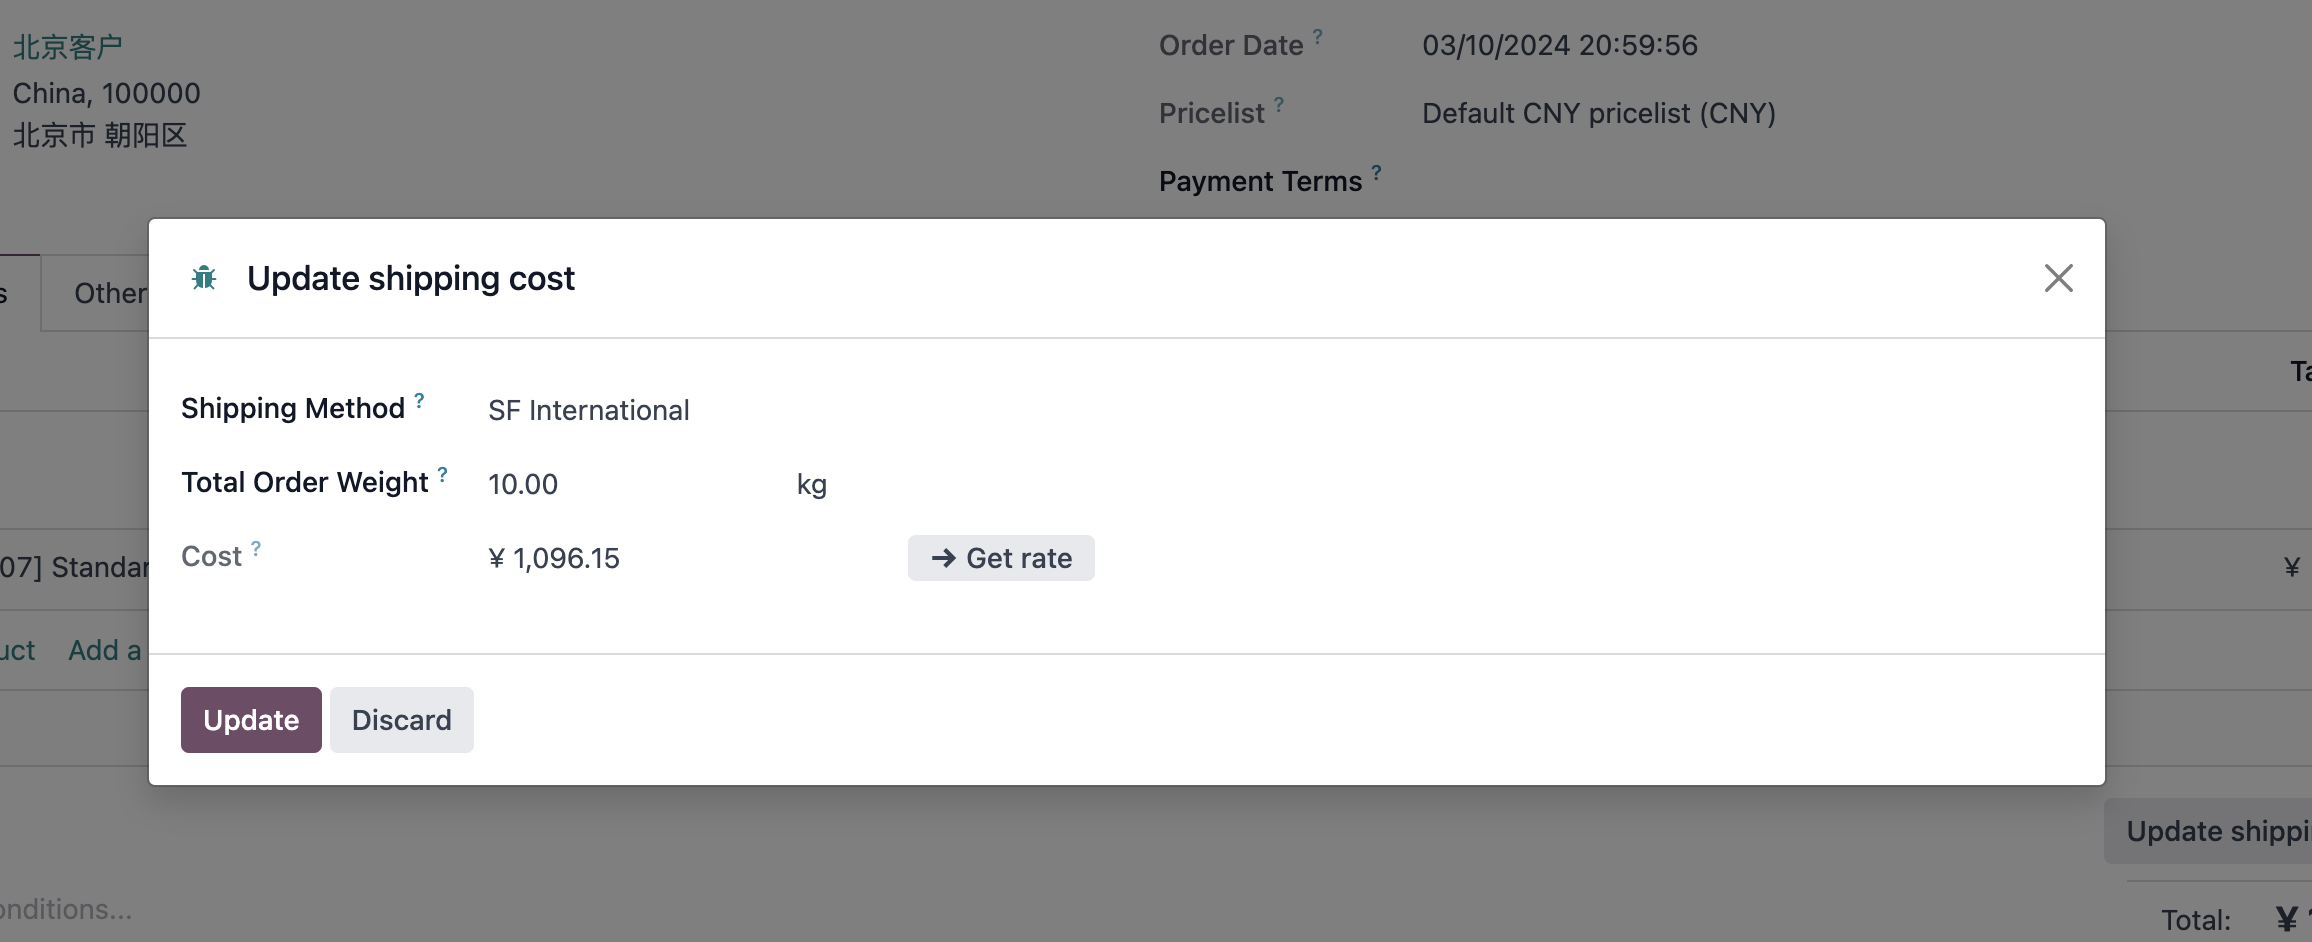 北京客户
China, 100000
北京市 朝阳区
Order Date ? 03/10/2024 20:59:56
Pricelist ? Default CNY pricelist (CNY)
Payment Terms ?
Other
Update shipping cost
Shipping Method ? SF International
Total Order Weight ? 10.00 kg
Cost ? ¥ 1,096.15 → Get rate
07] Standar
¥
uct Add a
Update Discard
Update shippi
onditions...
Total: ¥